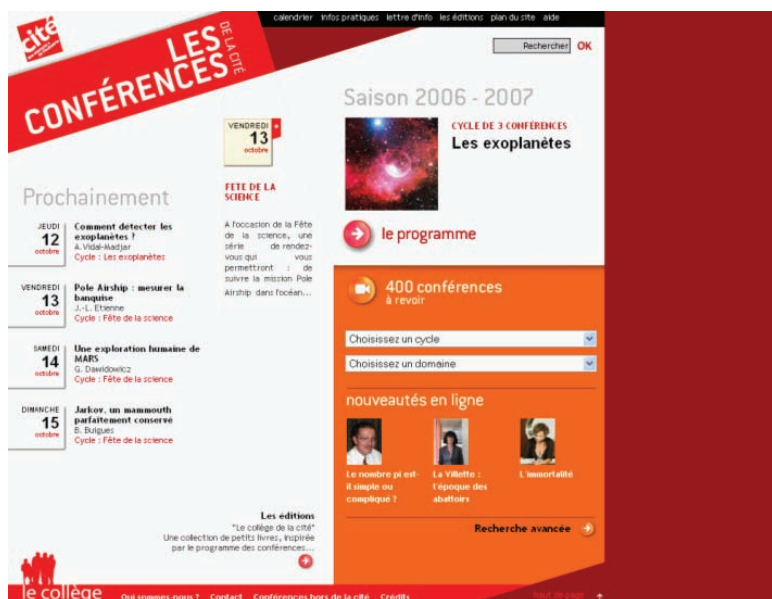 calendrier infos pratiques lettre d'info les éditions plan du site aide
cité
LES
DE LA CITÉ
CONFÉRENCES
Rechercher OK
Saison 2006 - 2007
CYCLE DE 3 CONFÉRENCES
Les exoplanètes
le programme
VENDREDI
13
octobre
FETE DE LA
SCIENCE
A l'occasion de la Fête
de la science, une
série de rendez-
vous qui vous
permettront : de
suivre la mission Pole
Airship dans l'océan...
Prochainement
JEUDI
12
octobre
Comment detecter les
exoplanètes ?
A. Vidal-Madjar
Cycle : Les exoplanètes
VENDREDI
13
octobre
Pole Airship : mesurer la
banquise
J.-L. Etienne
Cycle : Fête de la science
SAMEDI
14
octobre
Une exploration humaine de
MARS
G. Dawidowicz
Cycle : Fête de la science
DIMANCHE
15
octobre
Jarkov, un mammouth
parfaitement conservé
B. Buigues
Cycle : Fête de la science
400 conférences
à revoir
Choisissez un cycle
Choisissez un domaine
nouveautés en ligne
Le nombre pi est-
il simple ou
compliqué ?
La Villette :
l'époque des
abattoirs
L'immortalité
Recherche avancée
Les éditions
"Le collège de la cité"
Une collection de petits livres, inspirée
par le programme des conférences...
le collège
Qui sommes-nous ? Contact Conférences hors de la cité Crédits
haut de page